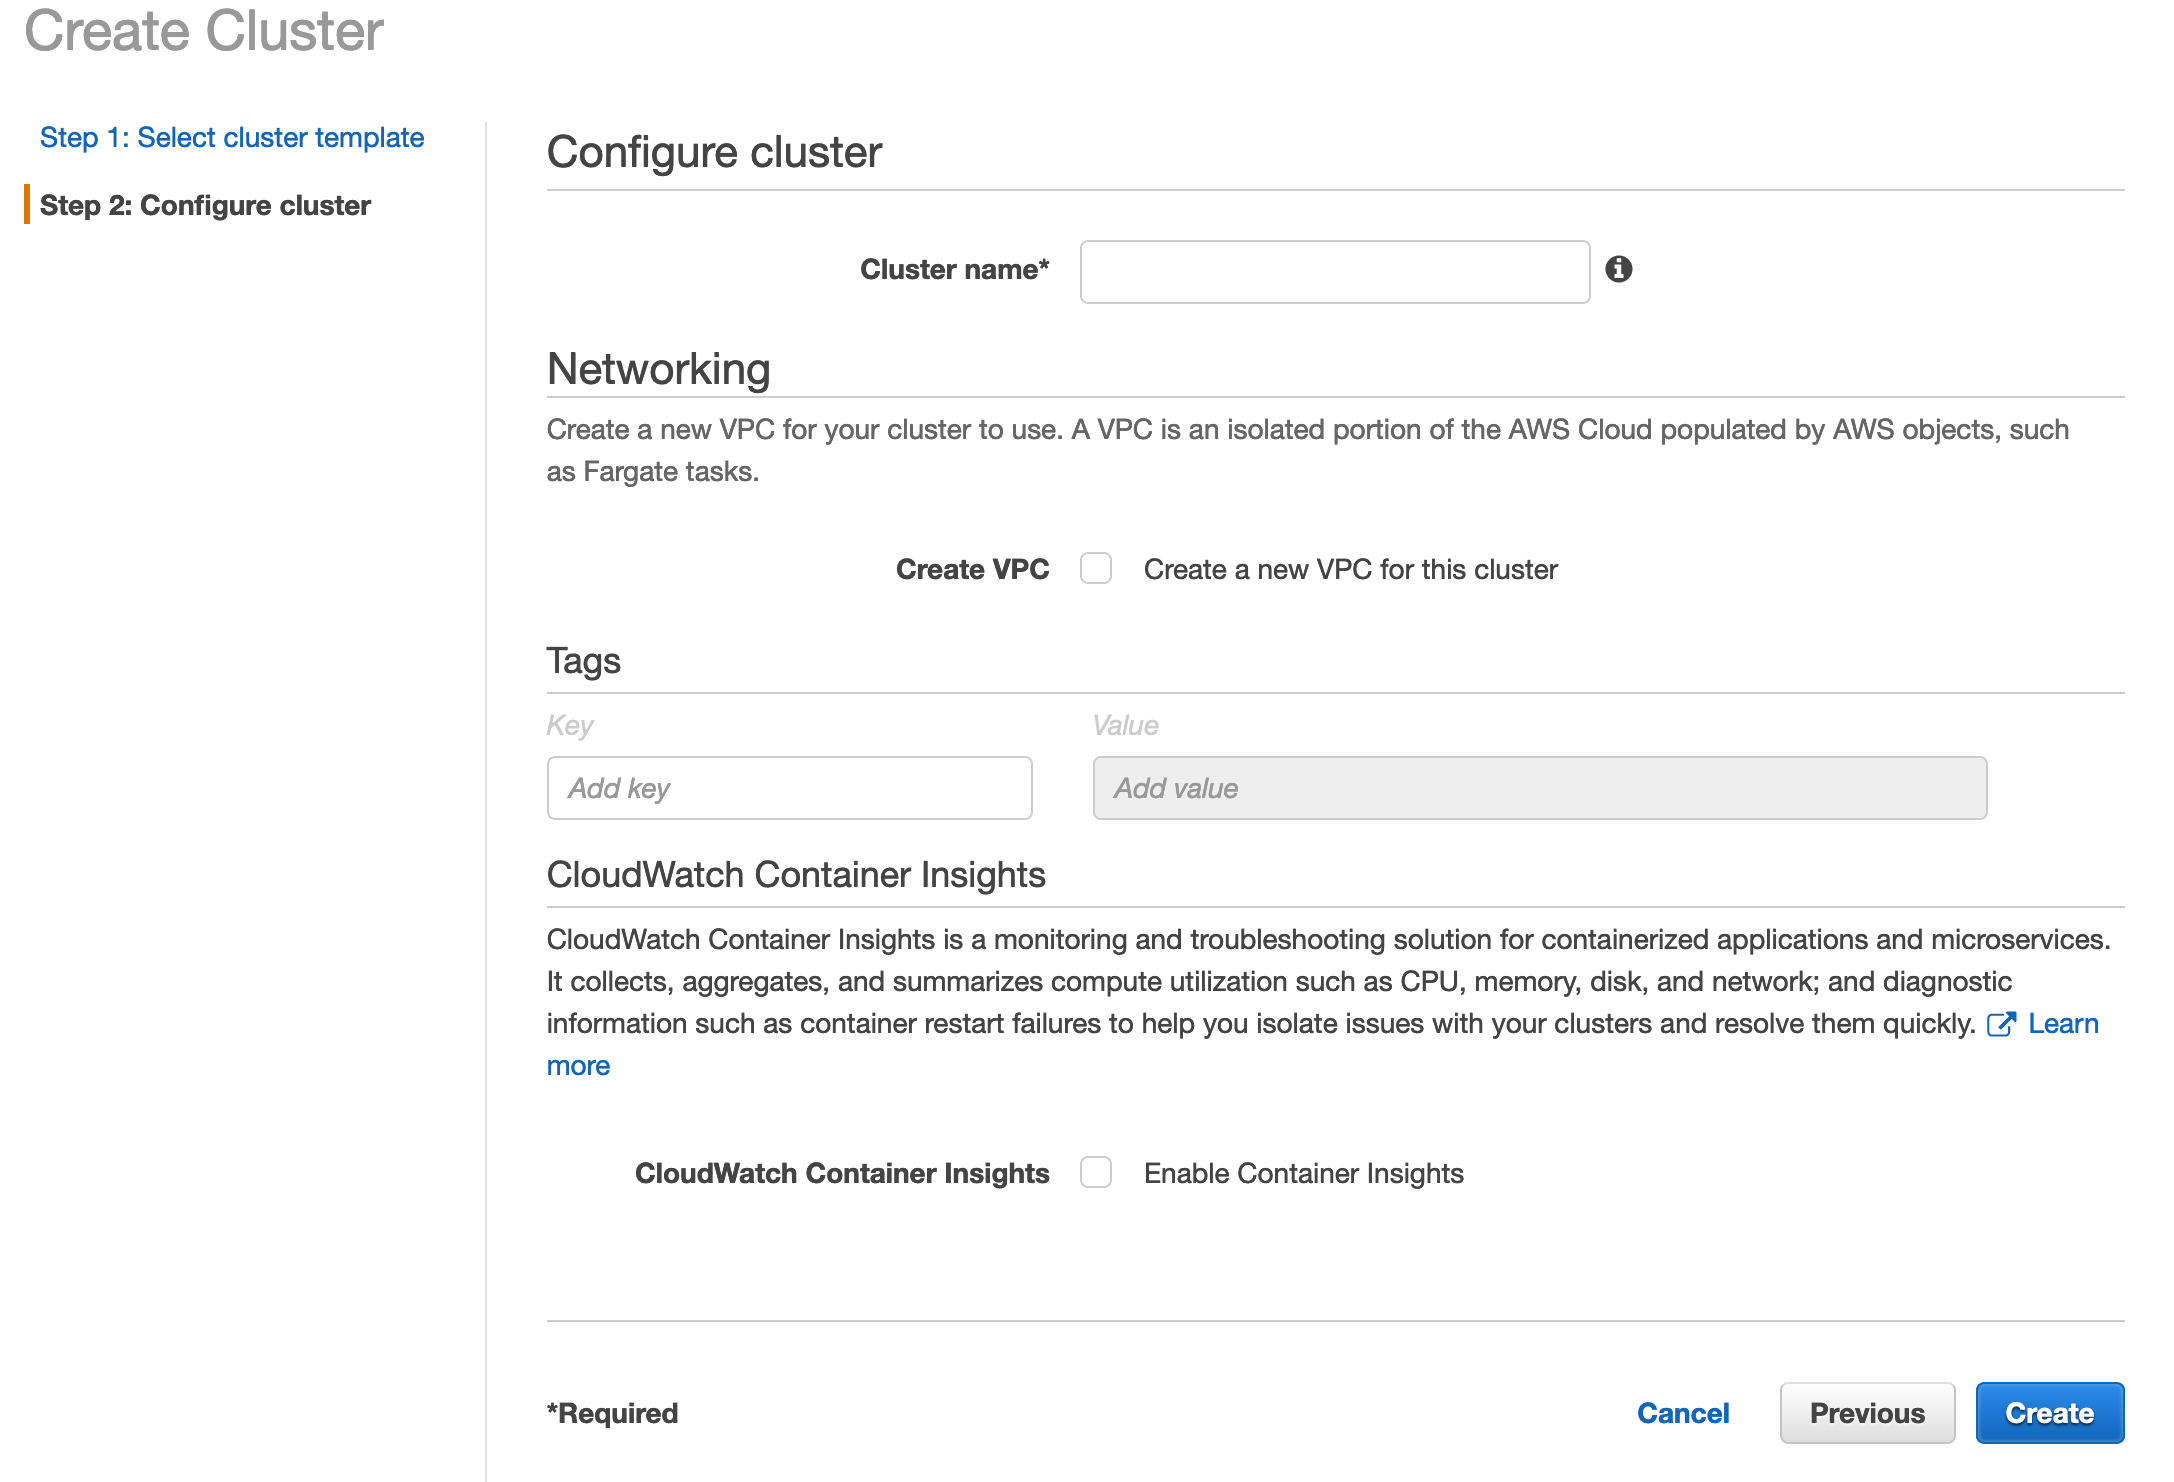 Create Cluster
Step 1: Select cluster template
Step 2: Configure cluster
Configure cluster
Cluster name*
Networking
Create a new VPC for your cluster to use. A VPC is an isolated portion of the AWS Cloud populated by AWS objects, such
as Fargate tasks.
Create VPC Create a new VPC for this cluster
Tags
Key Value
Add key Add value
CloudWatch Container Insights
CloudWatch Container Insights is a monitoring and troubleshooting solution for containerized applications and microservices.
It collects, aggregates, and summarizes compute utilization such as CPU, memory, disk, and network; and diagnostic
information such as container restart failures to help you isolate issues with your clusters and resolve them quickly. Learn
more
CloudWatch Container Insights Enable Container Insights
*Required Cancel Previous Create